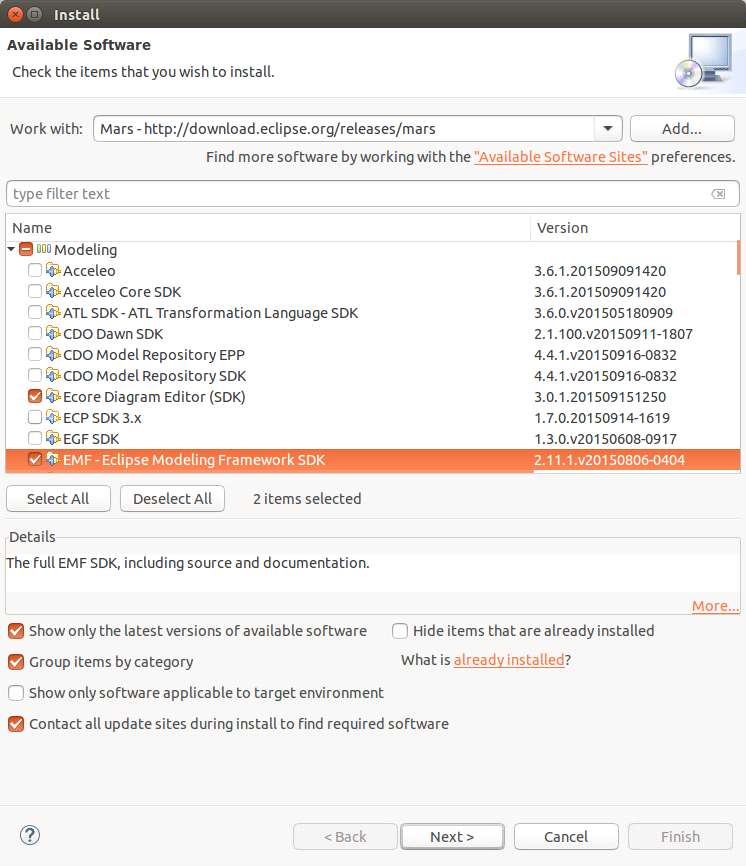 Install
Available Software
Check the items that you wish to install.
Work with: Mars - http://download.eclipse.org/releases/mars Add...
Find more software by working with the "Available Software Sites" preferences.
type filter text
Name Version
Modeling
Acceleo 3.6.1.201509091420
Acceleo Core SDK 3.6.1.201509091420
ATL SDK - ATL Transformation Language SDK 3.6.0.v201505180909
CDO Dawn SDK 2.1.100.v20150911-1807
CDO Model Repository EPP 4.4.1.v20150916-0832
CDO Model Repository SDK 4.4.1.v20150916-0832
Ecore Diagram Editor (SDK) 3.0.1.201509151250
ECP SDK 3.x 1.7.0.20150914-1619
EGF SDK 1.3.0.v20150608-0917
EMF - Eclipse Modeling Framework SDK 2.11.1.v20150806-0404
Select All Deselect All 2 items selected
Details
The full EMF SDK, including source and documentation.
More...
Show only the latest versions of available software Hide items that are already installed
Group items by category What is already installed?
Show only software applicable to target environment
Contact all update sites during install to find required software
? < Back Next > Cancel Finish